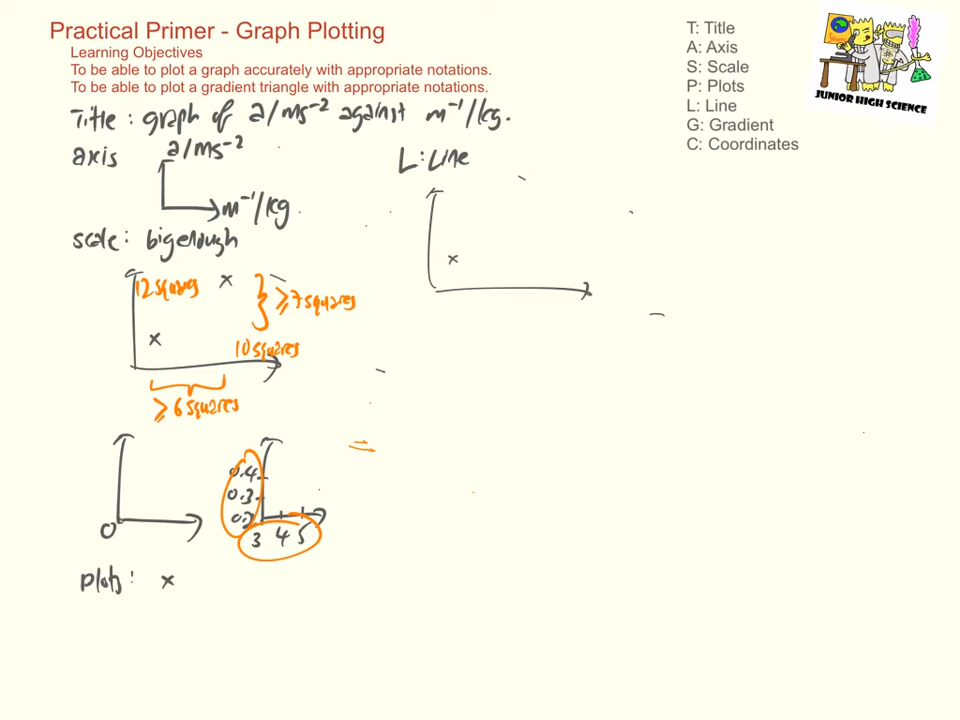 Practical Primer - Graph Plotting
Learning Objectives
To be able to plot a graph accurately with appropriate notations.
To be able to plot a gradient triangle with appropriate notations.
Title : graph of a/ms⁻² against m⁻¹/kg.
axis
a/ms⁻²
m⁻¹/kg
scale: big enough
12 squares
≥7 squares
10 squares
≥ 6 squares
0
0.4
0.3
0.2
3 4 5
plots: x
L: Line
T: Title
A: Axis
S: Scale
P: Plots
L: Line
G: Gradient
C: Coordinates
JUNIOR HIGH SCIENCE